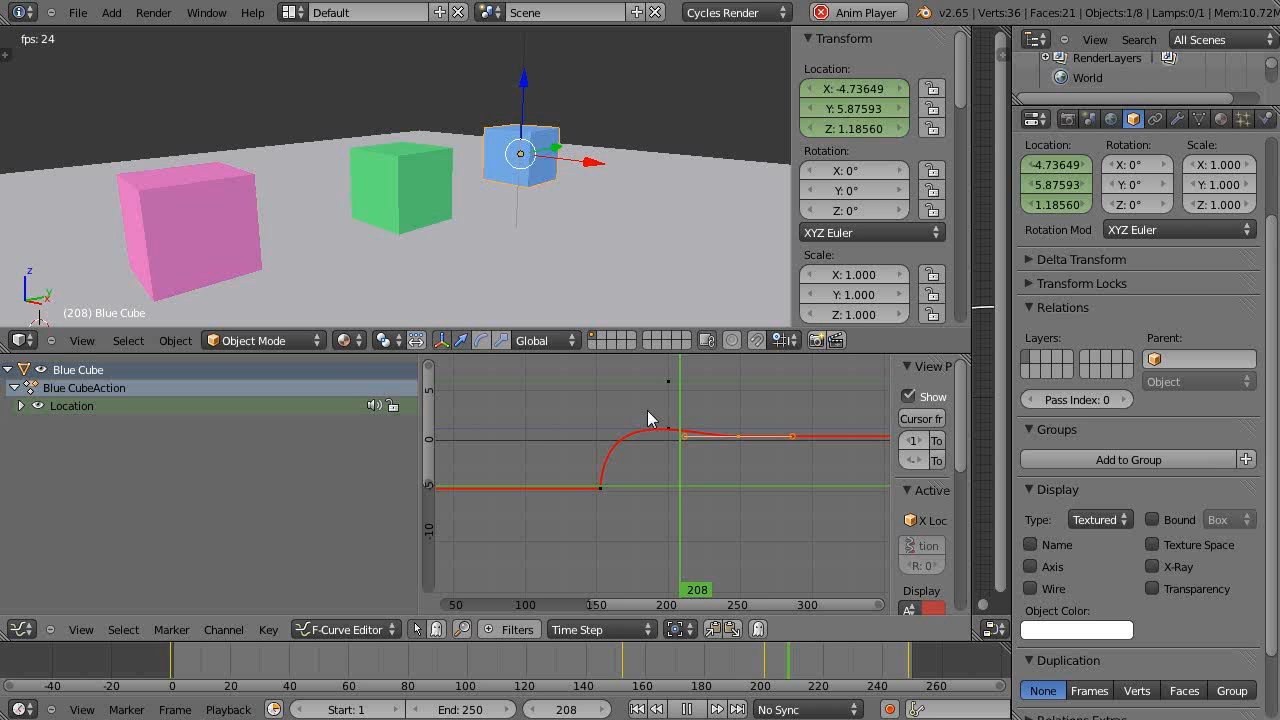 File Add Render Window Help Default Scene Cycles Render Anim Player v2.65 | Verts:36 | Faces:21 | Objects:1/8 | Lamps:0/1 | Mem:10.72M
fps: 24
Transform
Location:
X: -4.73649
Y: 5.87593
Z: 1.18560
Rotation:
X: 0°
Y: 0°
Z: 0°
XYZ Euler
Scale:
X: 1.000
Y: 1.000
Z: 1.000
z
y
x
(208) Blue Cube
View Select Object Object Mode Global
View Search All Scenes
RenderLayers |
World
Location: Rotation: Scale:
-4.73649 X: 0° X: 1.000
5.87593 Y: 0° Y: 1.000
1.18560 Z: 0° Z: 1.000
Rotation Mod XYZ Euler
Delta Transform
Transform Locks
Relations
Layers: Parent:
Object
Pass Index: 0
Groups
Add to Group
Display
Type: Textured Bound Box
Name Texture Space
Axis X-Ray
Wire Transparency
Object Color:
Duplication
None Frames Verts Faces Group
Blue Cube
Blue CubeAction
Location
5
0
-5
-10
208
50 100 150 200 250 300
View P
Show
Cursor fr
1 To
To
Active
X Loc
tion
R: 0
Display
A
View Select Marker Channel Key F-Curve Editor Filters Time Step
-40 -20 0 20 40 60 80 100 120 140 160 180 200 220 240 260
View Marker Frame Playback Start: 1 End: 250 208 No Sync